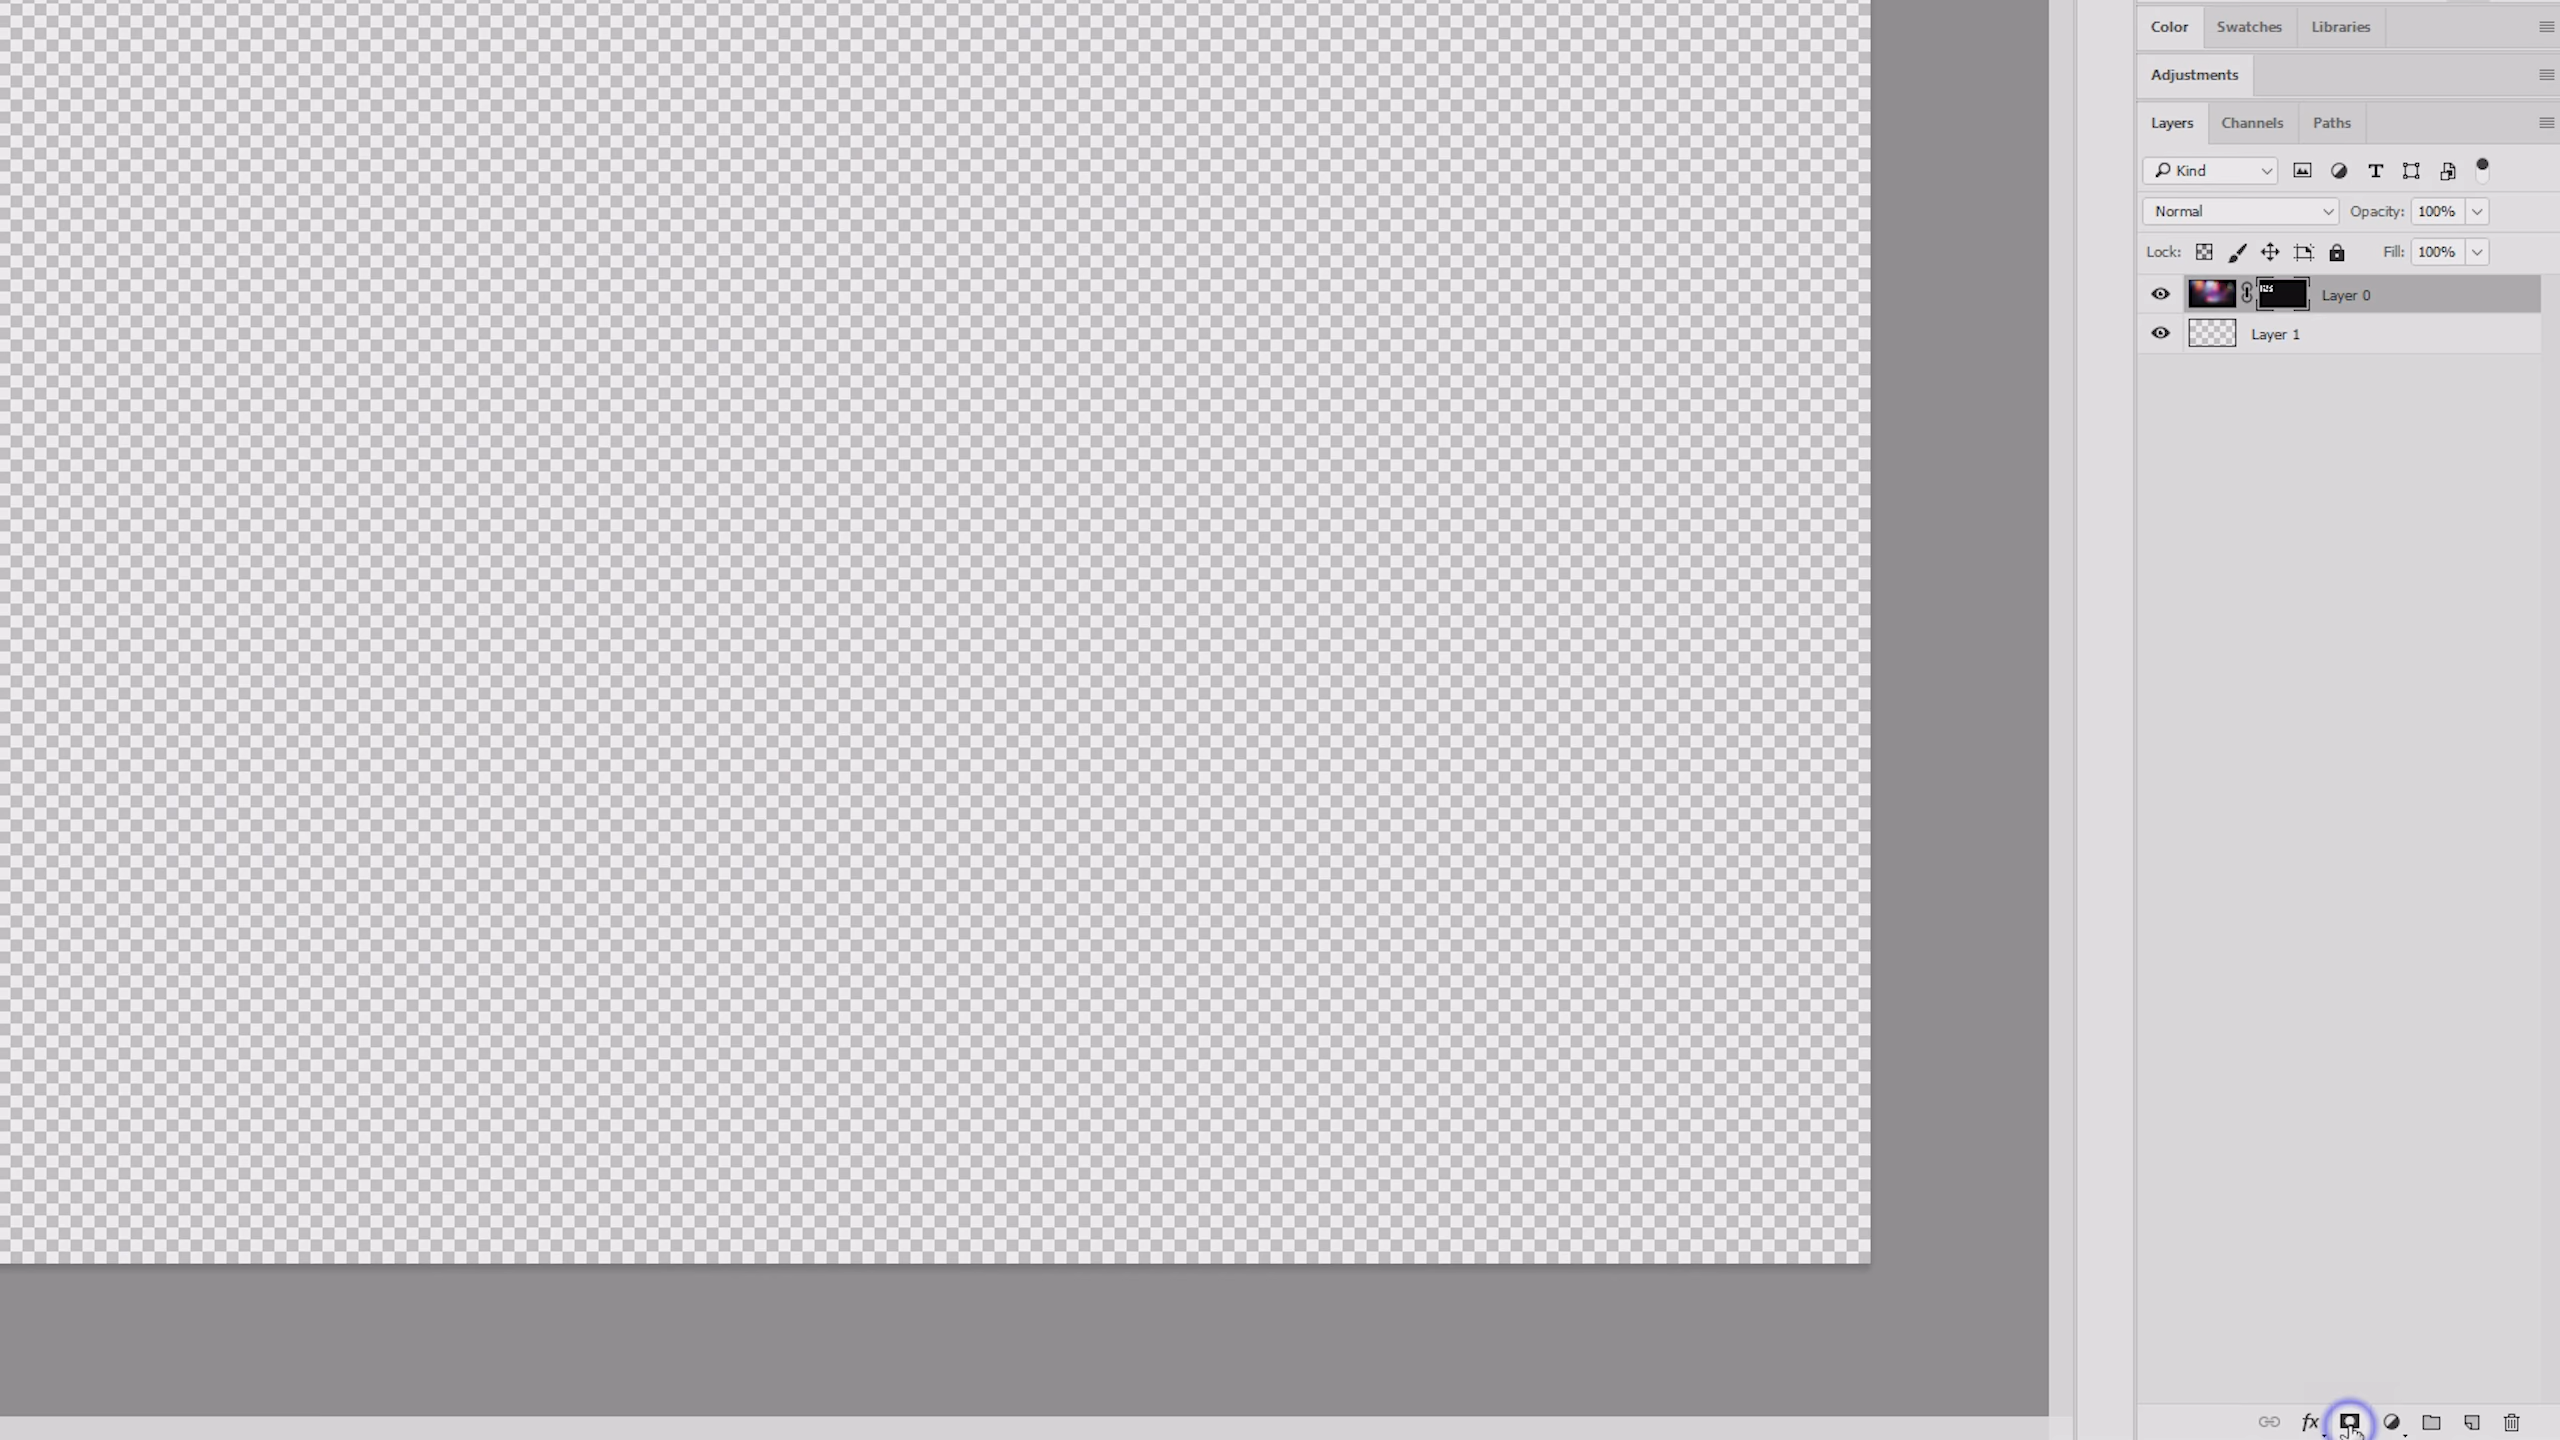 Color Swatches Libraries
Adjustments
Layers Channels Paths
Kind
Normal Opacity: 100%
Lock: Fill: 100%
Layer 0
Layer 1
fx